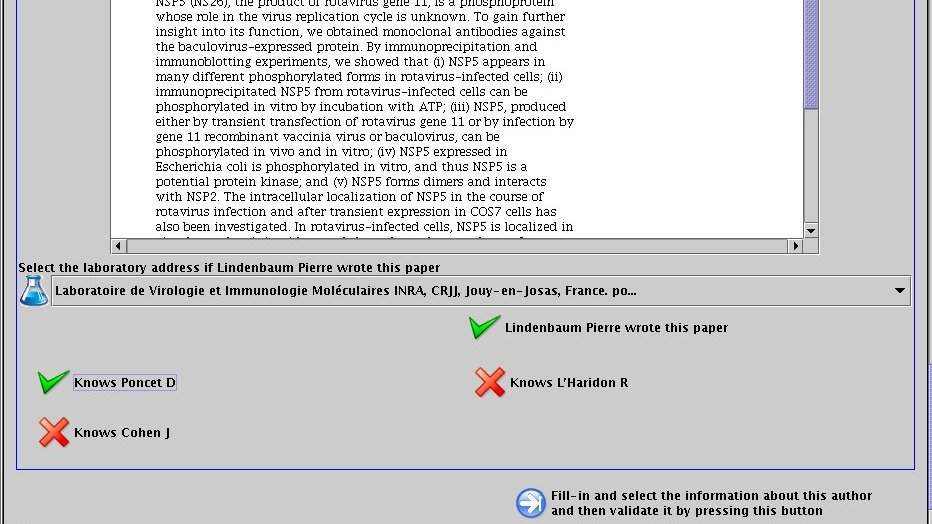 NSP5 (NS26), the product of rotavirus gene 11, is a phosphoprotein
whose role in the virus replication cycle is unknown. To gain further
insight into its function, we obtained monoclonal antibodies against
the baculovirus-expressed protein. By immunoprecipitation and
immunoblotting experiments, we showed that (i) NSP5 appears in
many different phosphorylated forms in rotavirus-infected cells; (ii)
immunoprecipitated NSP5 from rotavirus-infected cells can be
phosphorylated in vitro by incubation with ATP; (iii) NSP5, produced
either by transient transfection of rotavirus gene 11 or by infection by
gene 11 recombinant vaccinia virus or baculovirus, can be
phosphorylated in vivo and in vitro; (iv) NSP5 expressed in
Escherichia coli is phosphorylated in vitro, and thus NSP5 is a
potential protein kinase; and (v) NSP5 forms dimers and interacts
with NSP2. The intracellular localization of NSP5 in the course of
rotavirus infection and after transient expression in COS7 cells has
also been investigated. In rotavirus-infected cells, NSP5 is localized in
Select the laboratory address if Lindenbaum Pierre wrote this paper
Laboratoire de Virologie et Immunologie Moléculaires INRA, CRJJ, Jouy-en-Josas, France. po...
Lindenbaum Pierre wrote this paper
Knows Poncet D
Knows L'Haridon R
Knows Cohen J
Fill-in and select the information about this author
and then validate it by pressing this button